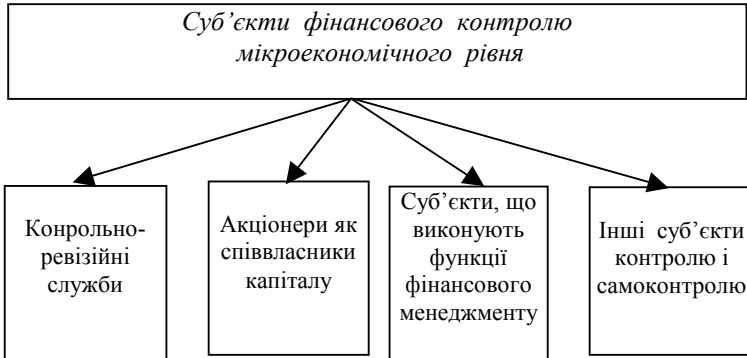 Суб’єкти фінансового контролю
мікроекономічного рівня
Конрольно-
ревізійні
служби
Акціонери як
співвласники
капіталу
Суб’єкти, що
виконують
функції
фінансового
менеджменту
Інші суб’єкти
контролю і
самоконтролю